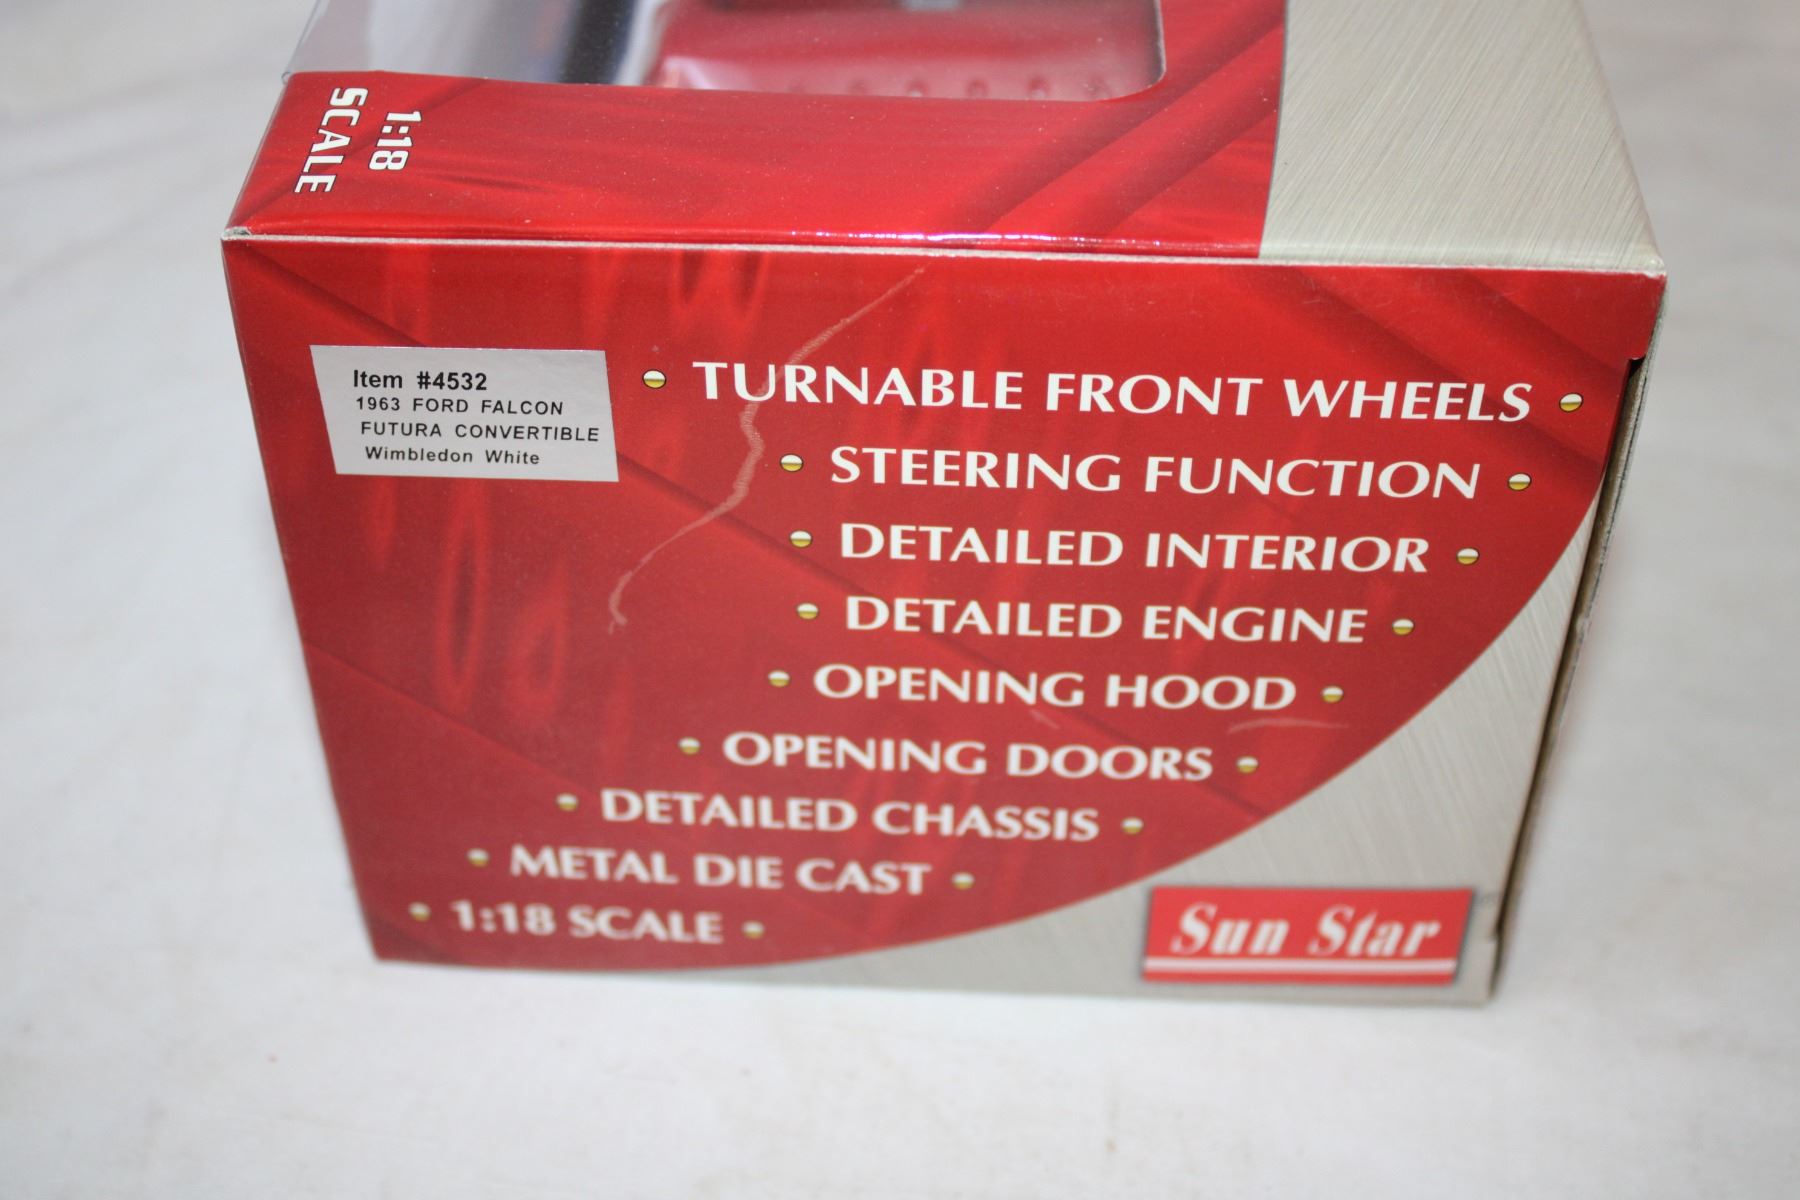 1:18
SCALE
Item #4532
1963 FORD FALCON
FUTURA CONVERTIBLE
Wimbledon White
• TURNABLE FRONT WHEELS •
• STEERING FUNCTION •
• DETAILED INTERIOR •
• DETAILED ENGINE •
• OPENING HOOD •
• OPENING DOORS •
• DETAILED CHASSIS •
• METAL DIE CAST •
• 1:18 SCALE •
Sun Star